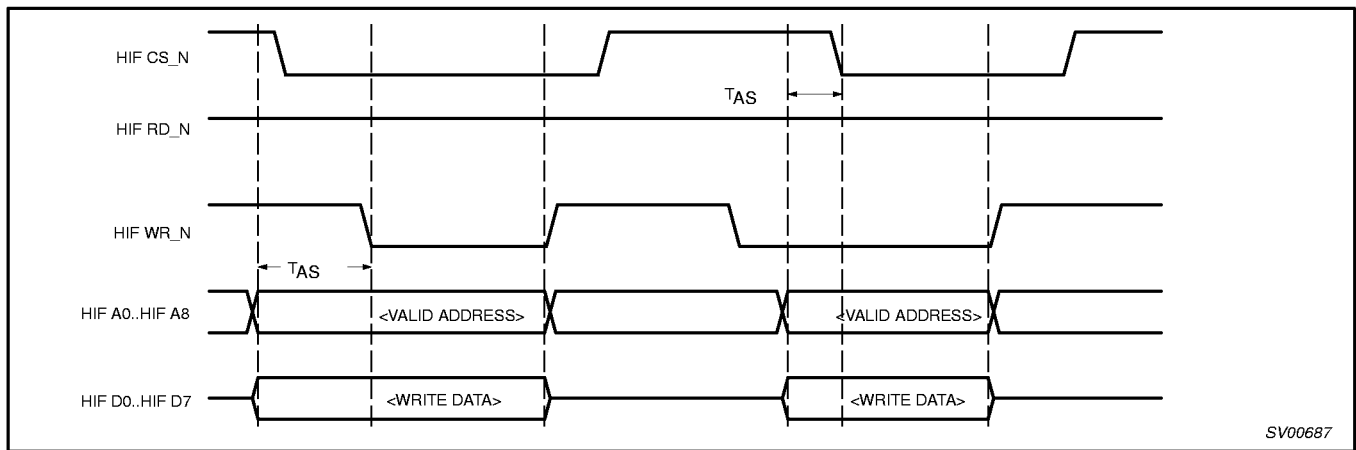 HIF CS_N
TAS
HIF RD_N
HIF WR_N
TAS
HIF A0..HIF A8 <VALID ADDRESS> <VALID ADDRESS>
HIF D0..HIF D7 <WRITE DATA> <WRITE DATA>
SV00687